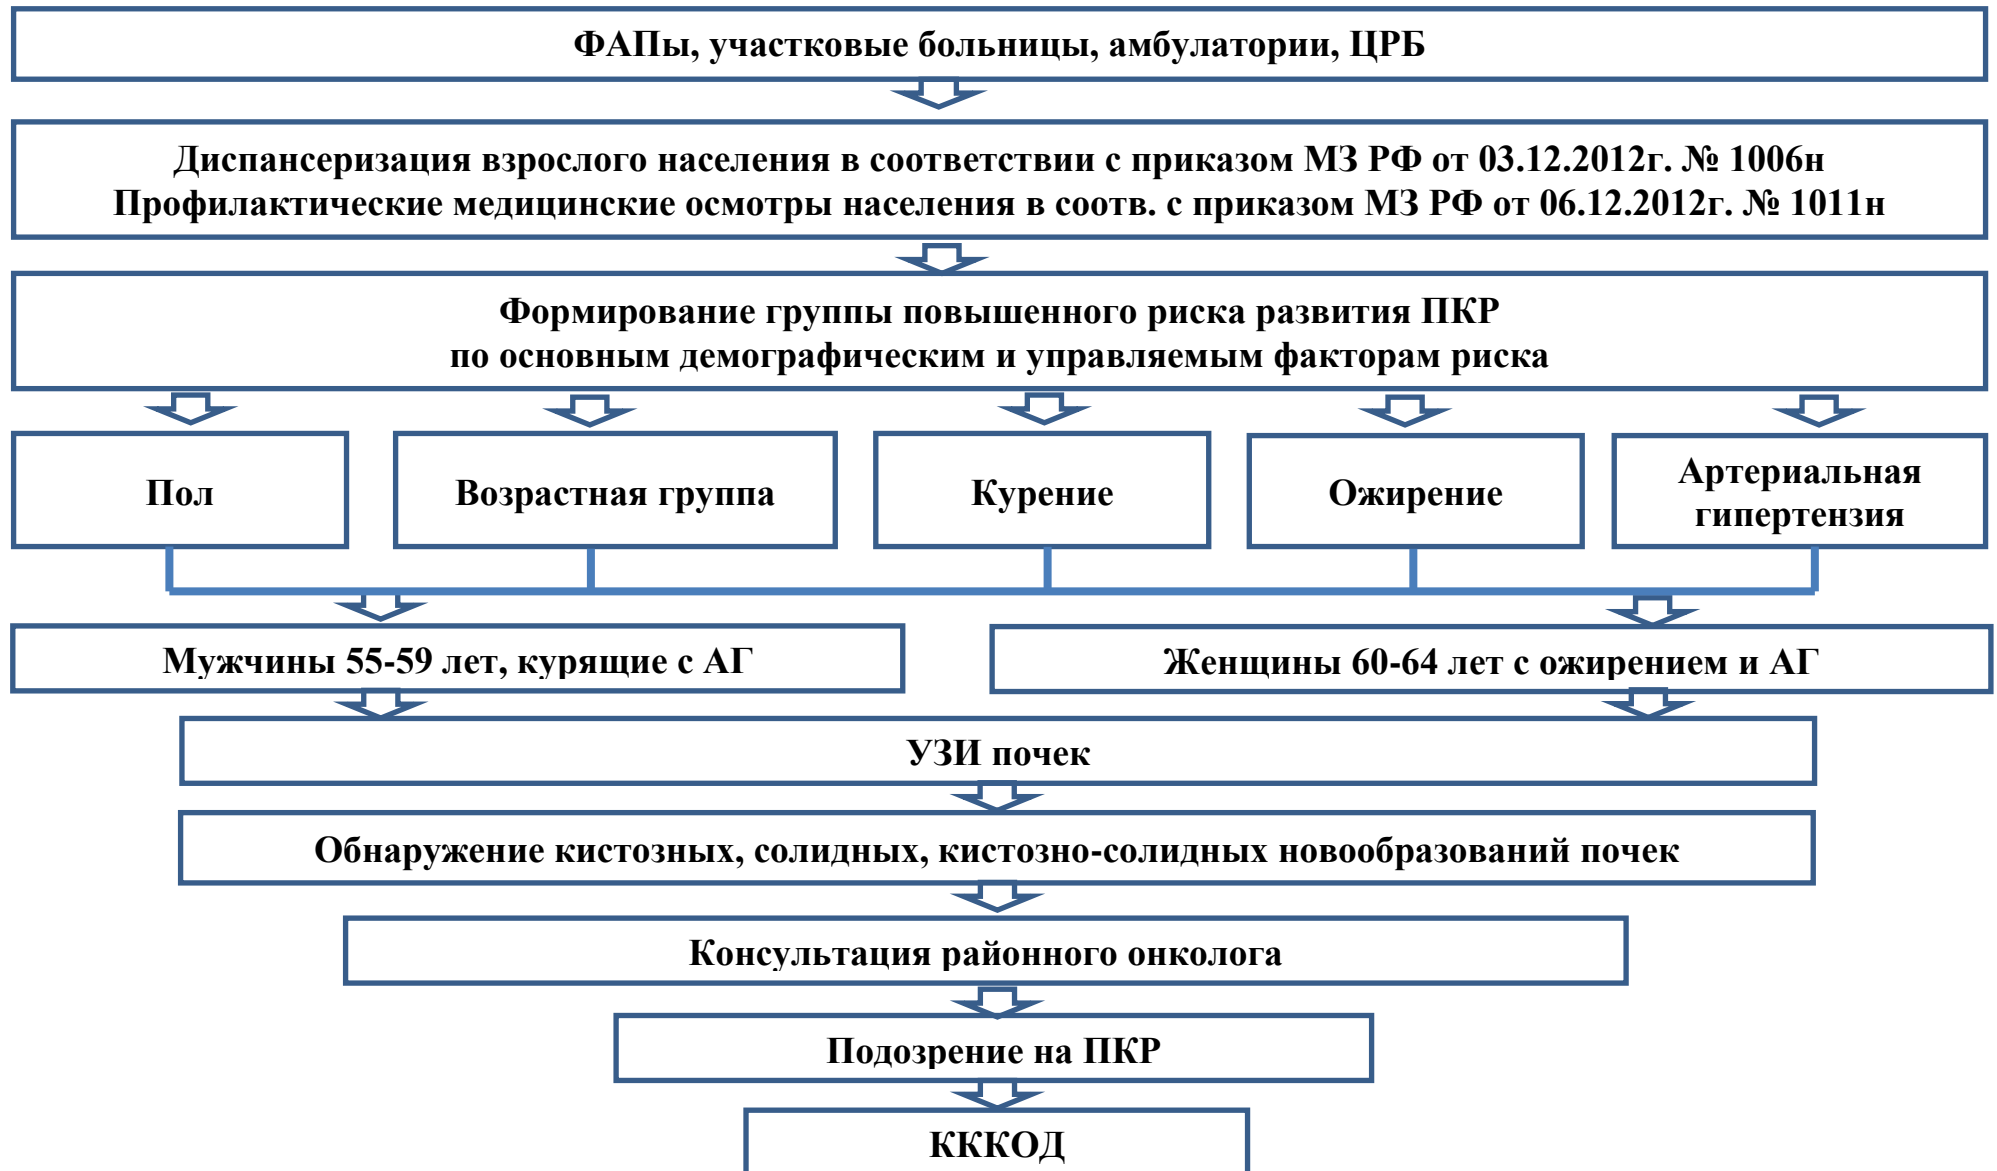 ФАПы, участковые больницы, амбулатории, ЦРБ
Диспансеризация взрослого населения в соответствии с приказом МЗ РФ от 03.12.2012г. № 1006н
Профилактические медицинские осмотры населения в соотв. с приказом МЗ РФ от 06.12.2012г. № 1011н
Формирование группы повышенного риска развития ПКР
по основным демографическим и управляемым факторам риска
Пол
Возрастная группа
Курение
Ожирение
Артериальная
гипертензия
Мужчины 55-59 лет, курящие с АГ
Женщины 60-64 лет с ожирением и АГ
УЗИ почек
Обнаружение кистозных, солидных, кистозно-солидных новообразований почек
Консультация районного онколога
Подозрение на ПКР
КККОД